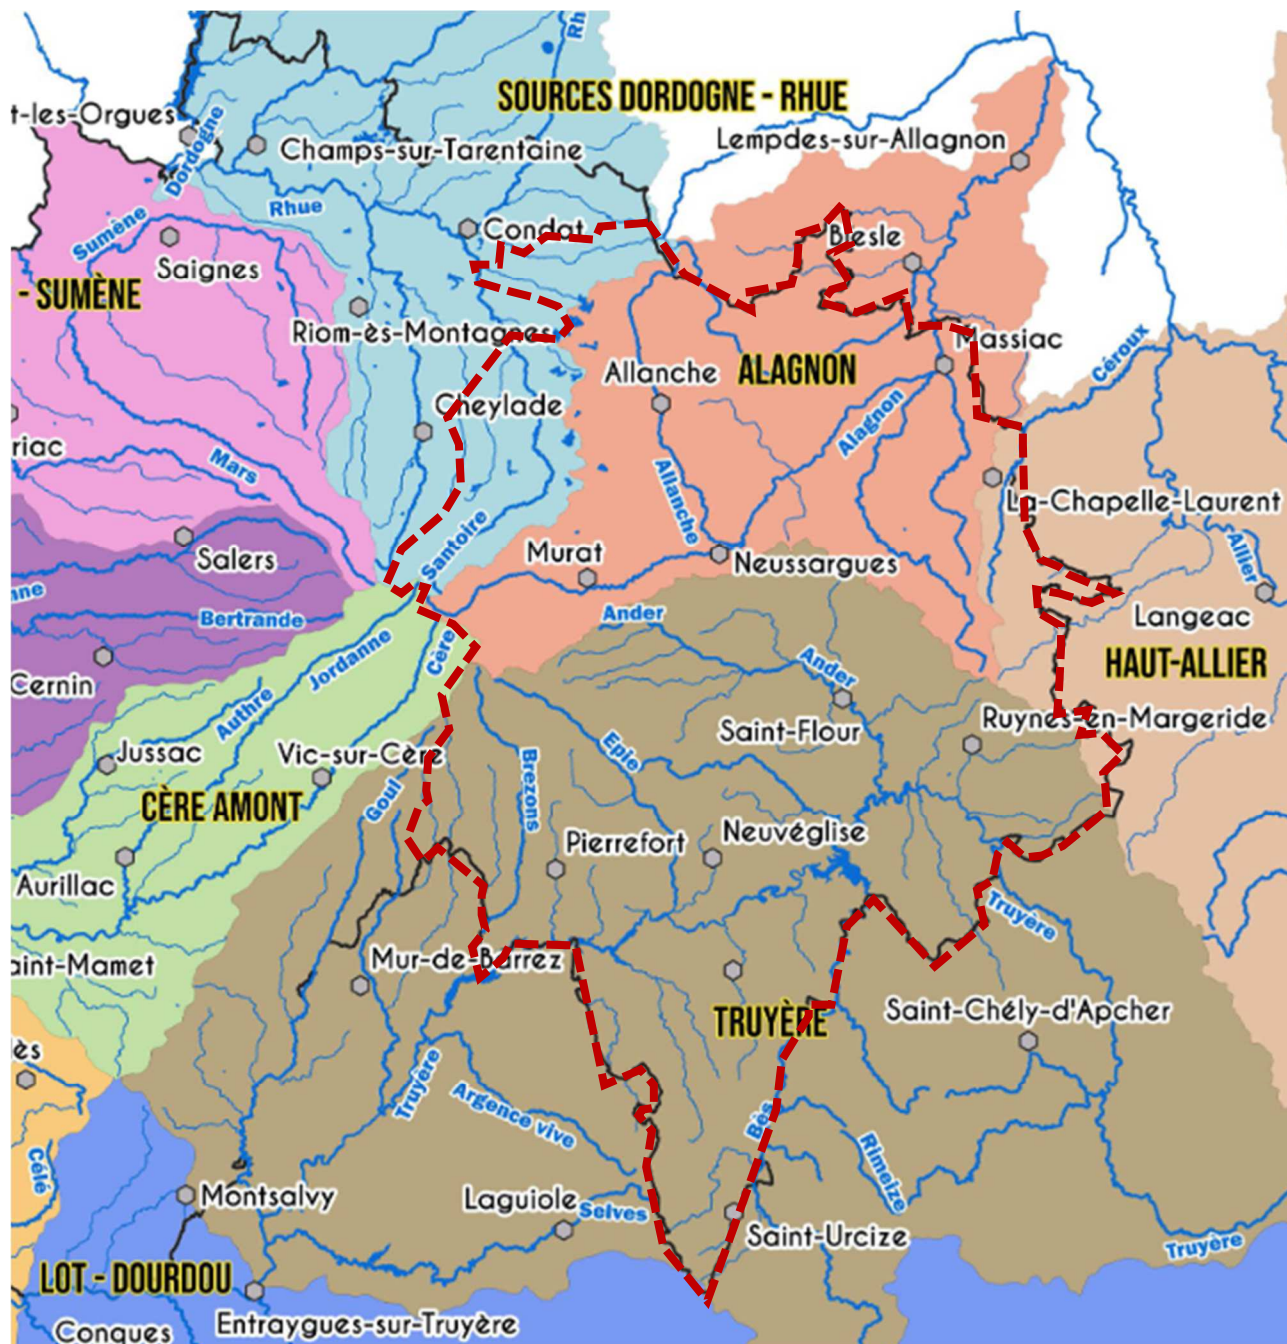 Rh
SOURCES DORDOGNE - RHUE
t-les-Orgues
Dordogne
Champs-sur-Tarentaine
Lempdes-sur-Allagnon
Rhue
Sumène
Condat
Blesle
Saignes
- SUMÈNE
Riom-ès-Montagnes
Massiac
Céroux
Allanche
ALAGNON
Cheylade
Alagnon
riac
Mars
Allanche
La-Chapelle-Laurent
Santoire
Salers
Murat
Neussargues
Allier
nne
Bertrande
Ander
Langeac
Jordanne
Cère
Cernin
Ander
HAUT-ALLIER
Authre
Saint-Flour
Ruynes-en-Margeride
Jussac
Vic-sur-Cère
Epie
Brezons
Goul
CÈRE AMONT
Pierrefort
Neuvéglise
Aurillac
Truyère
aint-Mamet
Mur-de-Barrez
Saint-Chély-d'Apcher
TRUYÈRE
ès
Truyère
Argence vive
Bès
Rimeize
Célé
Montsalvy
Laguiole
Selves
Saint-Urcize
Truyère
LOT - DOURDOU
Entraygues-sur-Truyère
Conques